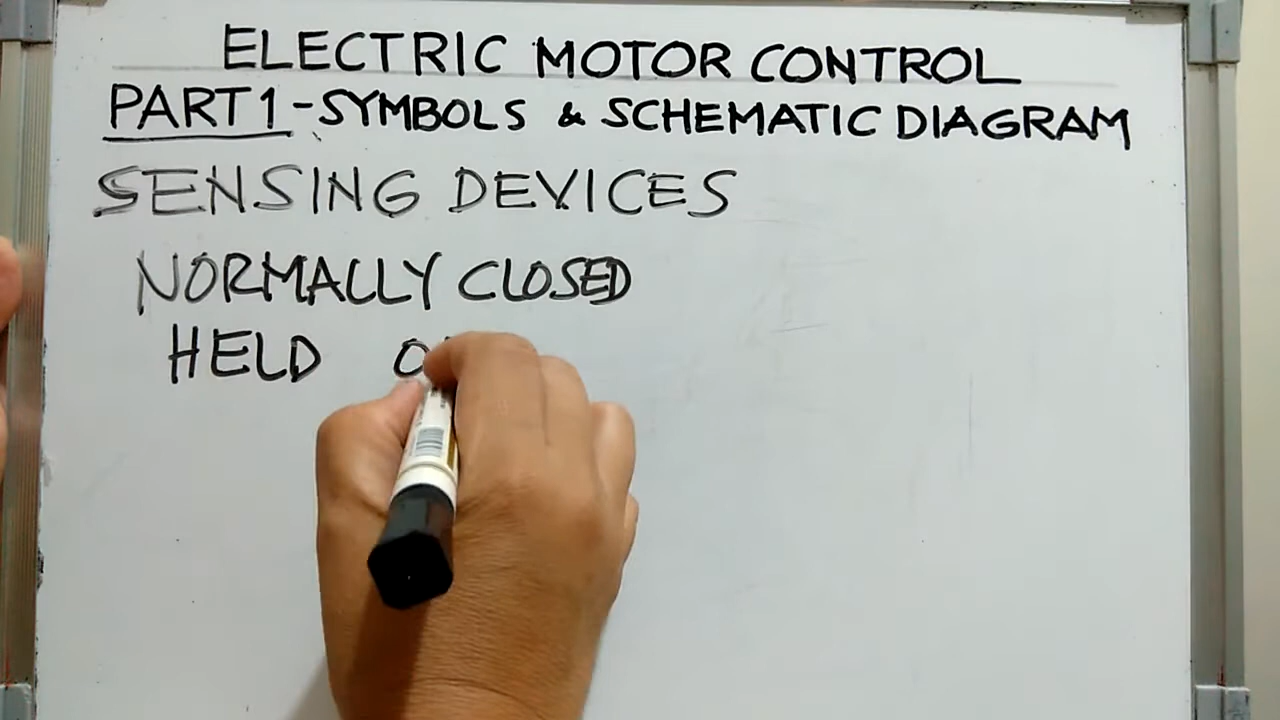 ELECTRIC MOTOR CONTROL
PART 1 - SYMBOLS & SCHEMATIC DIAGRAM
SENSING DEVICES
NORMALLY CLOSED
HELD